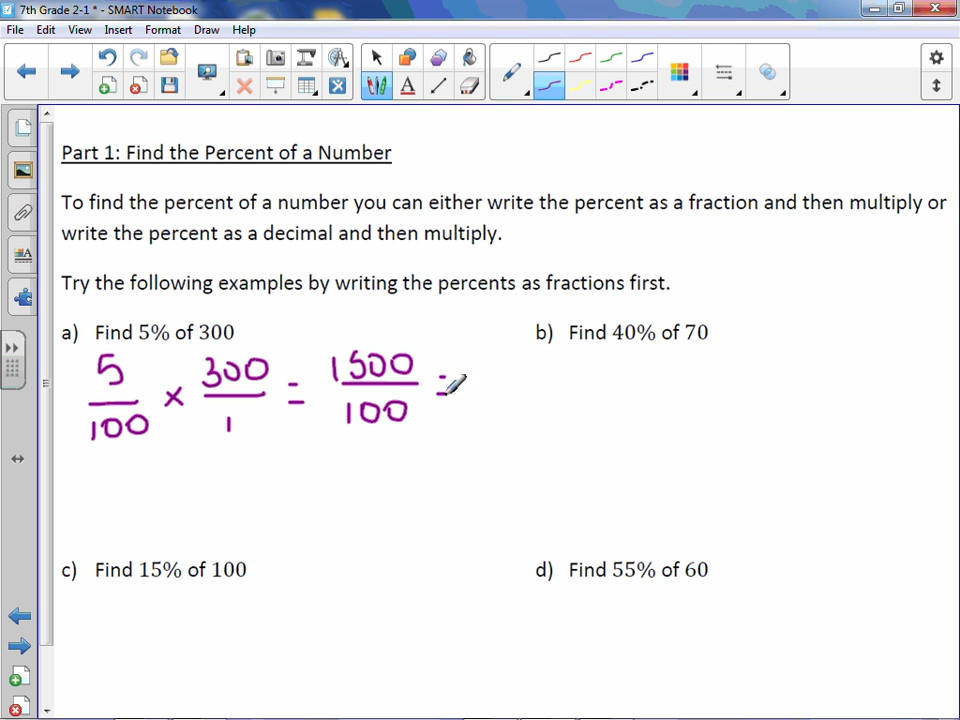 7th Grade 2-1 * - SMART Notebook
File Edit View Insert Format Draw Help
Part 1: Find the Percent of a Number
To find the percent of a number you can either write the percent as a fraction and then multiply or
write the percent as a decimal and then multiply.
Try the following examples by writing the percents as fractions first.
a) Find 5% of 300
b) Find 40% of 70
5/100 × 300/1 = 1500/100 =
c) Find 15% of 100
d) Find 55% of 60